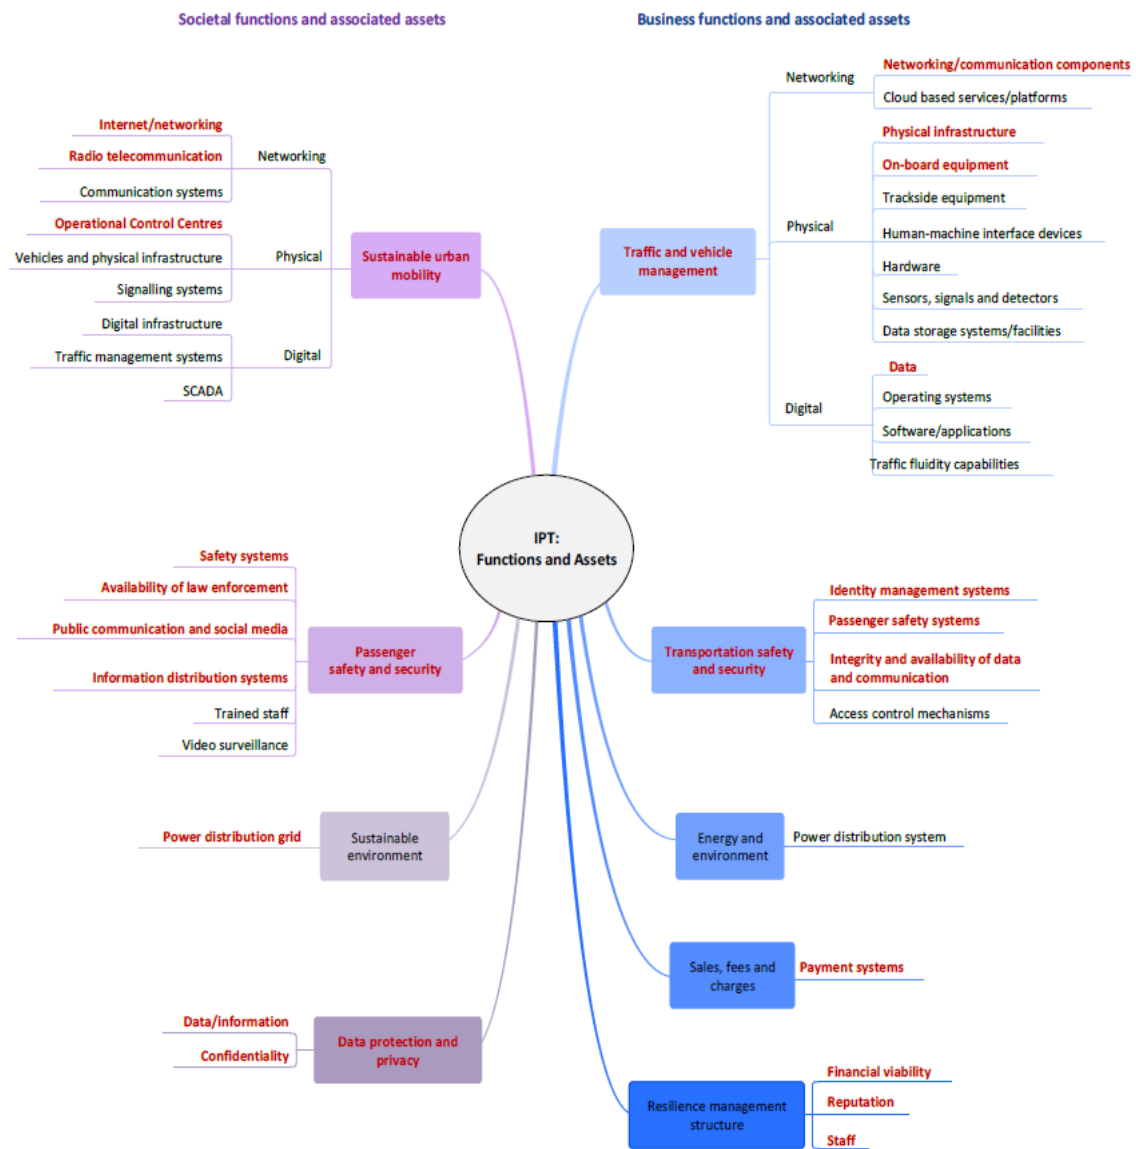 Societal functions and associated assets
Business functions and associated assets
Internet/networking
Radio telecommunication
Communication systems
Networking
Operational Control Centres
Vehicles and physical infrastructure
Signalling systems
Physical
Digital infrastructure
Traffic management systems
SCADA
Digital
Sustainable urban
mobility
Networking
Networking/communication components
Cloud based services/platforms
Physical
Physical infrastructure
On-board equipment
Trackside equipment
Human-machine interface devices
Hardware
Sensors, signals and detectors
Data storage systems/facilities
Digital
Data
Operating systems
Software/applications
Traffic fluidity capabilities
Traffic and vehicle
management
IPT:
Functions and Assets
Safety systems
Availability of law enforcement
Public communication and social media
Information distribution systems
Trained staff
Video surveillance
Passenger
safety and security
Transportation safety
and security
Identity management systems
Passenger safety systems
Integrity and availability of data
and communication
Access control mechanisms
Power distribution grid
Sustainable
environment
Energy and
environment
Power distribution system
Sales, fees and
charges
Payment systems
Data/information
Confidentiality
Data protection and
privacy
Resilience management
structure
Financial viability
Reputation
Staff